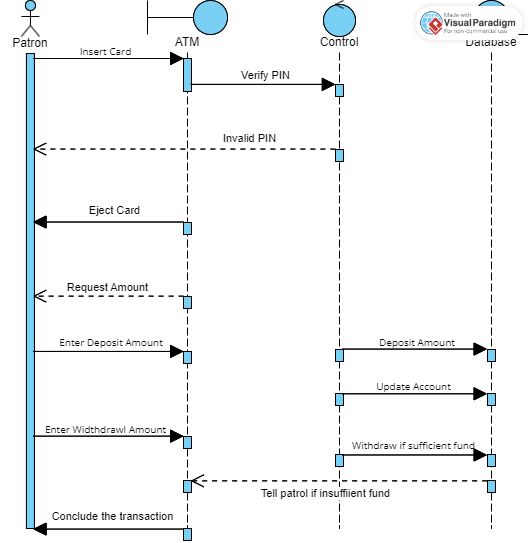 Made with
Visual Paradigm
For non-commercial use
Patron
ATM
Control
Database
Insert Card
Verify PIN
Invalid PIN
Eject Card
Request Amount
Enter Deposit Amount
Deposit Amount
Update Account
Enter Widthdrawl Amount
Withdraw if sufficient fund
Tell patrol if insuffiient fund
Conclude the transaction